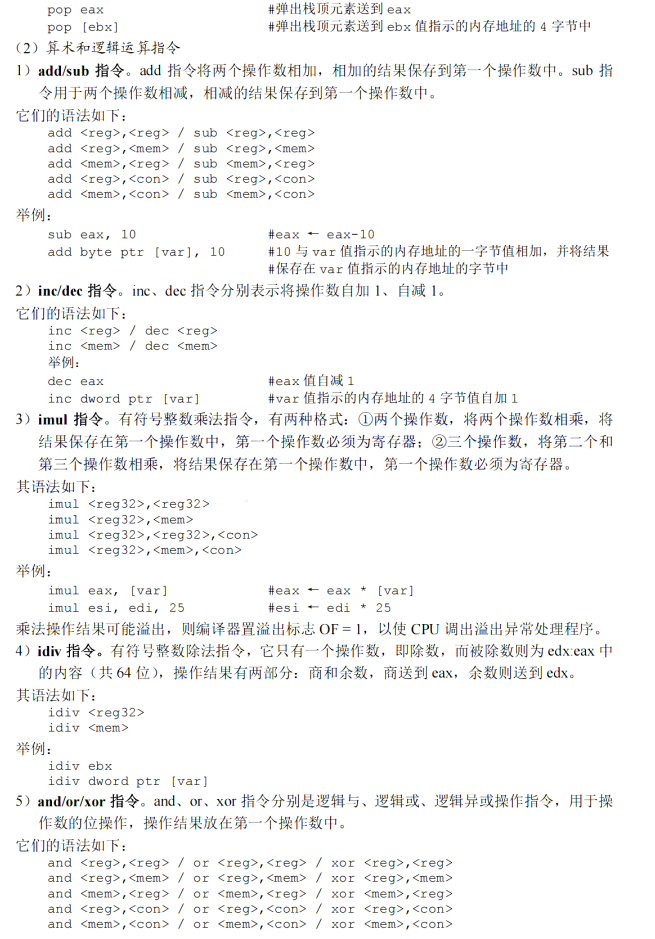 pop eax #弹出栈顶元素送到 eax
pop [ebx] #弹出栈顶元素送到 ebx 值指示的内存地址的 4 字节中
（2）算术和逻辑运算指令
1）add/sub 指令。add 指令将两个操作数相加，相加的结果保存到第一个操作数中。sub 指
令用于两个操作数相减，相减的结果保存到第一个操作数中。
它们的语法如下：
add <reg>,<reg> / sub <reg>,<reg>
add <reg>,<mem> / sub <reg>,<mem>
add <mem>,<reg> / sub <mem>,<reg>
add <reg>,<con> / sub <reg>,<con>
add <mem>,<con> / sub <mem>,<con>
举例：
sub eax, 10 #eax ← eax-10
add byte ptr [var], 10 #10 与 var 值指示的内存地址的一字节值相加，并将结果
#保存在 var 值指示的内存地址的字节中
2）inc/dec 指令。inc、dec 指令分别表示将操作数自加 1、自减 1。
它们的语法如下：
inc <reg> / dec <reg>
inc <mem> / dec <mem>
举例：
dec eax #eax 值自减 1
inc dword ptr [var] #var 值指示的内存地址的 4 字节值自加 1
3）imul 指令。有符号整数乘法指令，有两种格式：①两个操作数，将两个操作数相乘，将
结果保存在第一个操作数中，第一个操作数必须为寄存器；②三个操作数，将第二个和
第三个操作数相乘，将结果保存在第一个操作数中，第一个操作数必须为寄存器。
其语法如下：
imul <reg32>,<reg32>
imul <reg32>,<mem>
imul <reg32>,<reg32>,<con>
imul <reg32>,<mem>,<con>
举例：
imul eax, [var] #eax ← eax * [var]
imul esi, edi, 25 #esi ← edi * 25
乘法操作结果可能溢出，则编译器置溢出标志 OF = 1，以使 CPU 调出溢出异常处理程序。
4）idiv 指令。有符号整数除法指令，它只有一个操作数，即除数，而被除数则为 edx:eax 中
的内容（共 64 位），操作结果有两部分：商和余数，商送到 eax，余数则送到 edx。
其语法如下：
idiv <reg32>
idiv <mem>
举例：
idiv ebx
idiv dword ptr [var]
5）and/or/xor 指令。and、or、xor 指令分别是逻辑与、逻辑或、逻辑异或操作指令，用于操
作数的位操作，操作结果放在第一个操作数中。
它们的语法如下：
and <reg>,<reg> / or <reg>,<reg> / xor <reg>,<reg>
and <reg>,<mem> / or <reg>,<mem> / xor <reg>,<mem>
and <mem>,<reg> / or <mem>,<reg> / xor <mem>,<reg>
and <reg>,<con> / or <reg>,<con> / xor <reg>,<con>
and <mem>,<con> / or <mem>,<con> / xor <mem>,<con>